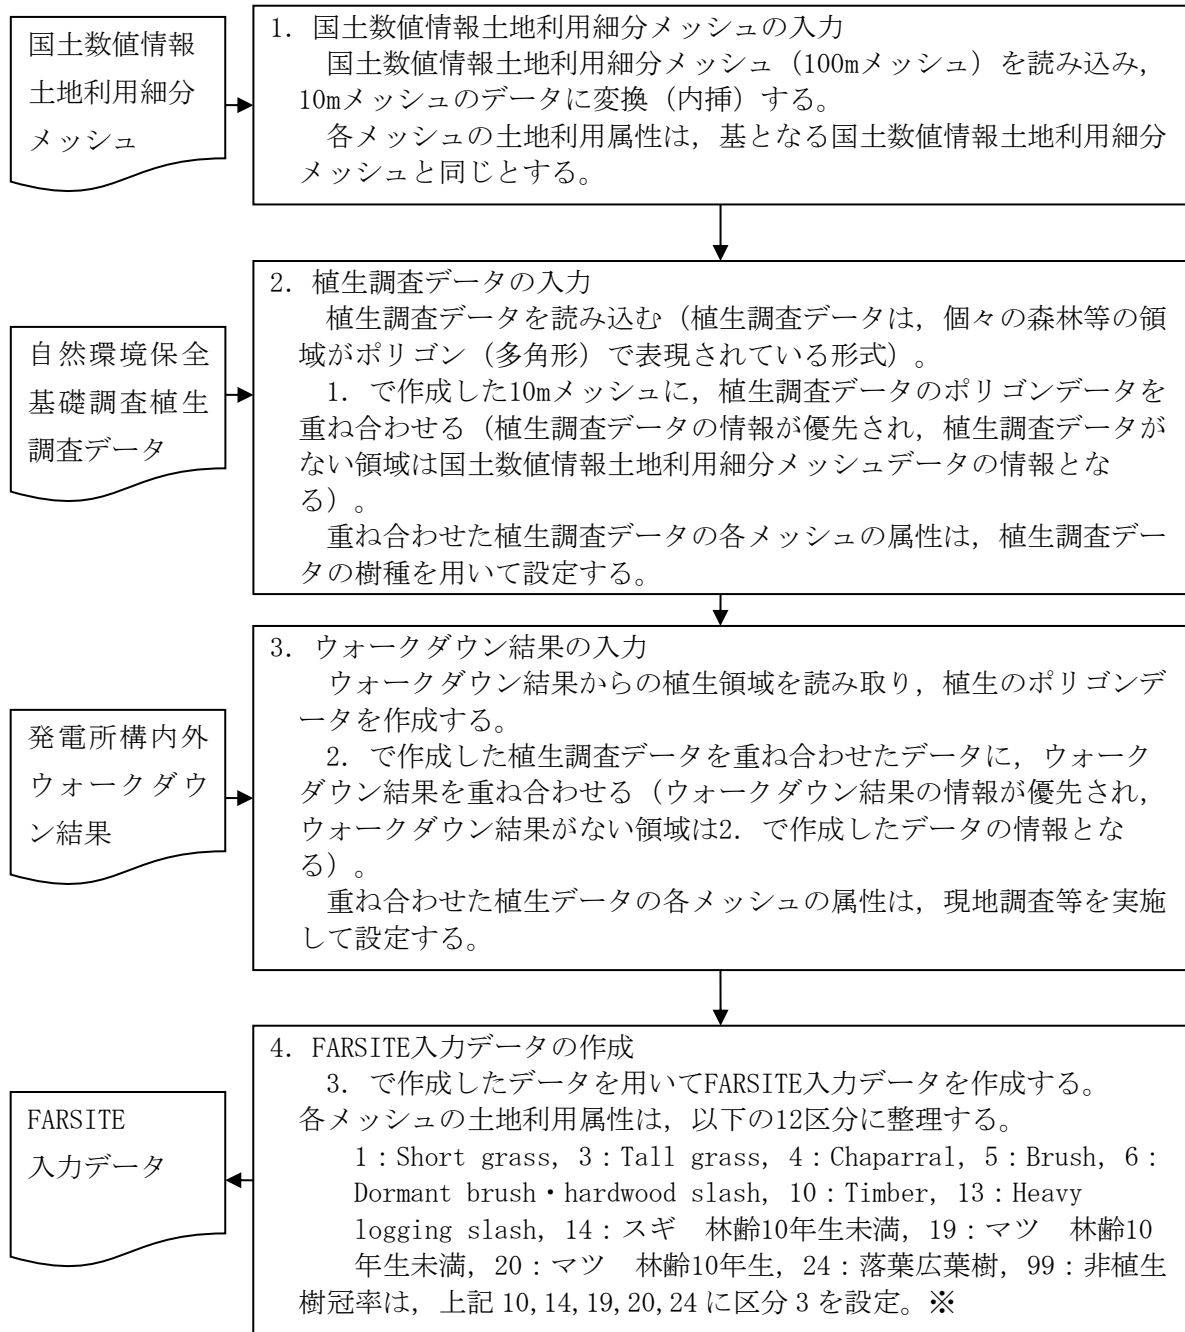 国土数値情報
土地利用細分
メッシュ
1. 国土数値情報土地利用細分メッシュの入力
国土数値情報土地利用細分メッシュ（100mメッシュ）を読み込み，
10mメッシュのデータに変換（内挿）する。
各メッシュの土地利用属性は，基となる国土数値情報土地利用細分
メッシュと同じとする。
自然環境保全
基礎調査植生
調査データ
2. 植生調査データの入力
植生調査データを読み込む（植生調査データは，個々の森林等の領
域がポリゴン（多角形）で表現されている形式）。
1. で作成した10mメッシュに，植生調査データのポリゴンデータを
重ね合わせる（植生調査データの情報が優先され，植生調査データが
ない領域は国土数値情報土地利用細分メッシュデータの情報とな
る）。
重ね合わせた植生調査データの各メッシュの属性は，植生調査デー
タの樹種を用いて設定する。
発電所構内外
ウォークダウ
ン結果
3. ウォークダウン結果の入力
ウォークダウン結果からの植生領域を読み取り，植生のポリゴンデ
ータを作成する。
2. で作成した植生調査データを重ね合わせたデータに，ウォーク
ダウン結果を重ね合わせる（ウォークダウン結果の情報が優先され，
ウォークダウン結果がない領域は2. で作成したデータの情報とな
る）。
重ね合わせた植生データの各メッシュの属性は，現地調査等を実施
して設定する。
FARSITE
入力データ
4. FARSITE入力データの作成
3. で作成したデータを用いてFARSITE入力データを作成する。
各メッシュの土地利用属性は，以下の12区分に整理する。
1：Short grass, 3：Tall grass, 4：Chaparral, 5：Brush, 6：
Dormant brush・hardwood slash, 10：Timber, 13：Heavy
logging slash, 14：スギ　林齢10年生未満, 19：マツ　林齢10
年生未満, 20：マツ　林齢10年生, 24：落葉広葉樹, 99：非植生
樹冠率は，上記 10,14,19,20,24 に区分 3 を設定。※